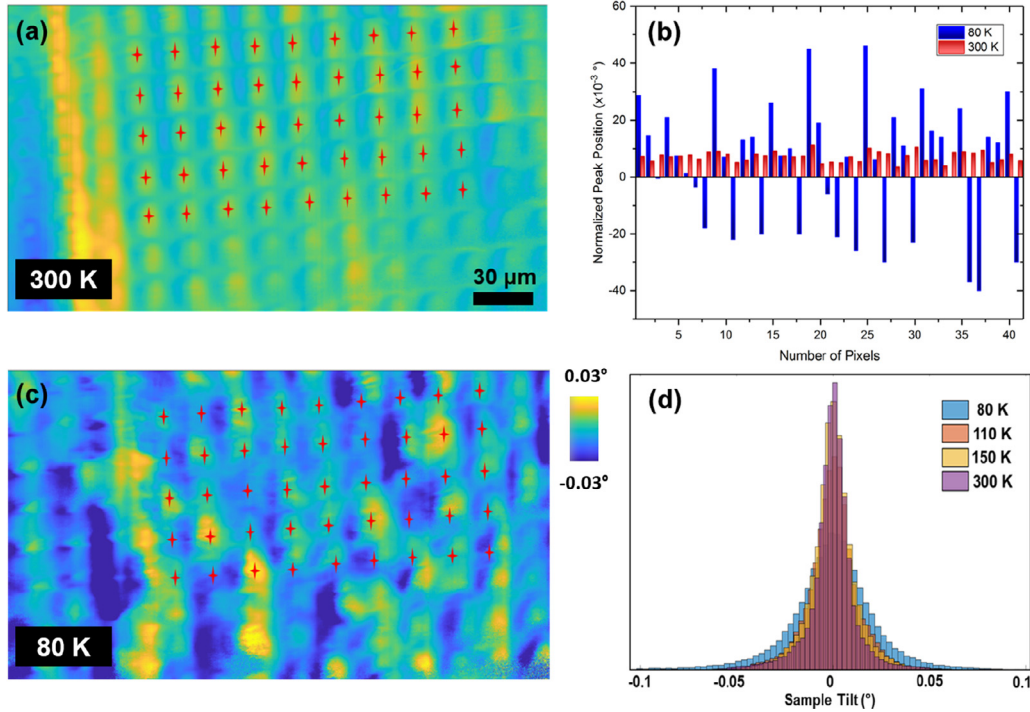 (a)
300 K
30 µm
(b)
60
40
20
0
-20
-40
Normalized Peak Position (x10⁻³ °)
80 K
300 K
5
10
15
20
25
30
35
40
Number of Pixels
(c)
80 K
0.03°
-0.03°
(d)
80 K
110 K
150 K
300 K
-0.1
-0.05
0
0.05
0.1
Sample Tilt (°)